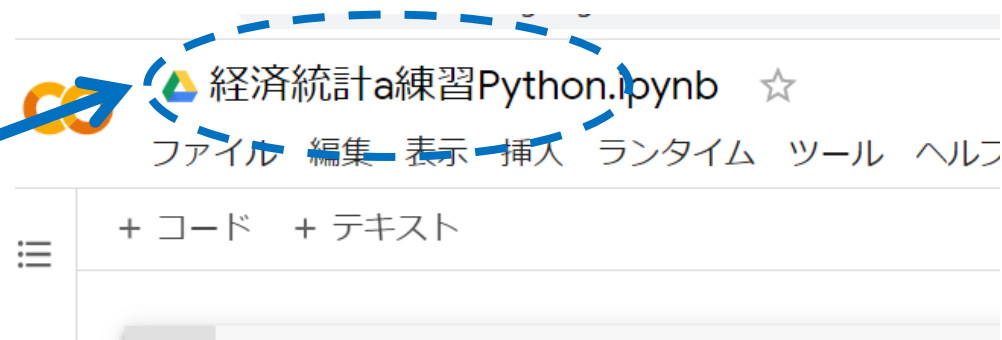 経済統計a練習Python.ipynb
ファイル 編集 表示 挿入 ランタイム ツール ヘルプ
+ コード + テキスト